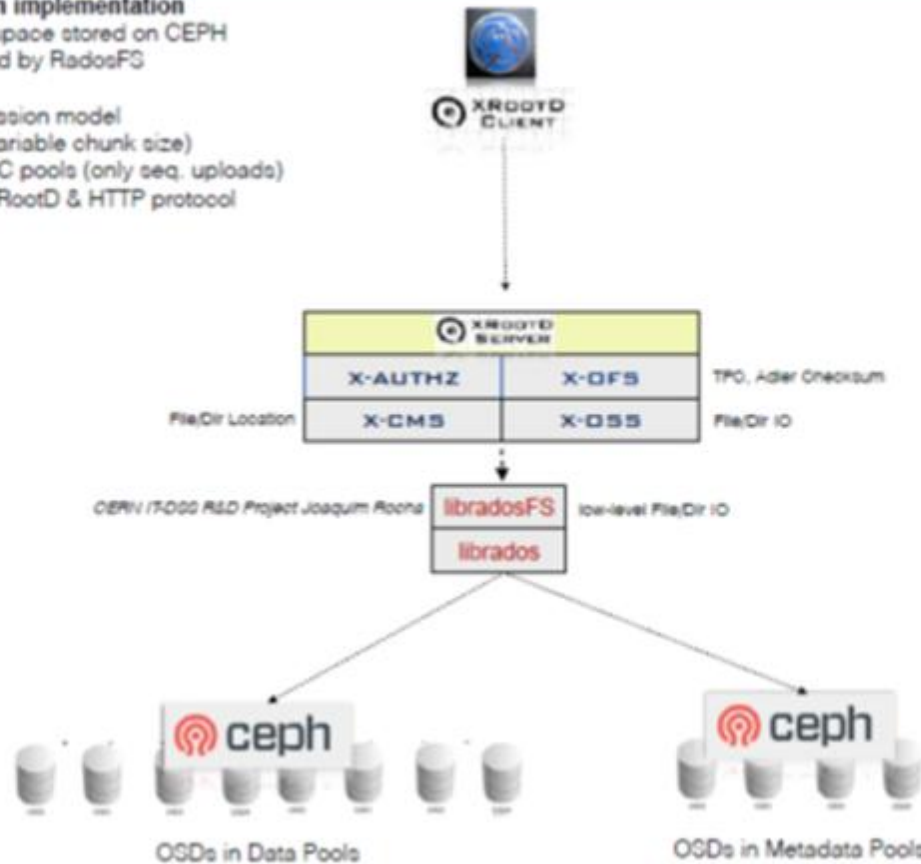 n implementation
space stored on CEPH
d by RadosFS
ssion model
ariable chunk size)
C pools (only seq. uploads)
RootD & HTTP protocol
XROOTD
CLIENT
XROOTD
SERVER
X-AUTHZ X-OFS TPC, Adler Checksum
File/Dir Location X-CMS X-OSS File/Dir IO
CERN IT-DSS R&D Project Joaquim Rocha libradosFS low-level File/Dir IO
librados
ceph ceph
OSDs in Data Pools OSDs in Metadata Pools